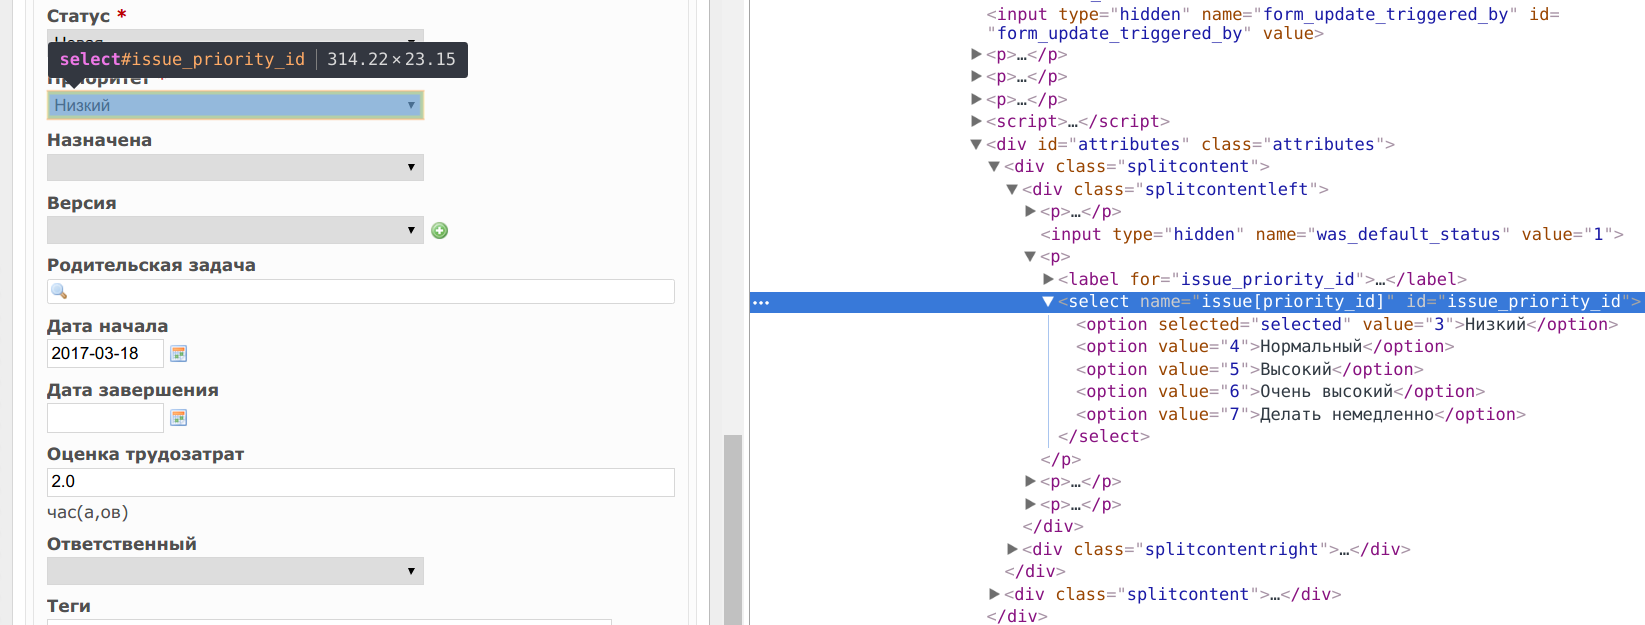 Статус *
Новая
select#issue_priority_id | 314.22 × 23.15
Приоритет *
Низкий
Назначена
Версия
Родительская задача
Дата начала
2017-03-18
Дата завершения
Оценка трудозатрат
2.0
час(а,ов)
Ответственный
Теги
<input type="hidden" name="form_update_triggered_by" id=
"form_update_triggered_by" value>
<p>…</p>
<p>…</p>
<p>…</p>
<script>…</script>
<div id="attributes" class="attributes">
<div class="splitcontent">
<div class="splitcontentleft">
<p>…</p>
<input type="hidden" name="was_default_status" value="1">
<p>
<label for="issue_priority_id">…</label>
<select name="issue[priority_id]" id="issue_priority_id">
<option selected="selected" value="3">Низкий</option>
<option value="4">Нормальный</option>
<option value="5">Высокий</option>
<option value="6">Очень высокий</option>
<option value="7">Делать немедленно</option>
</select>
</p>
<p>…</p>
<p>…</p>
</div>
<div class="splitcontentright">…</div>
</div>
<div class="splitcontent">…</div>
</div>